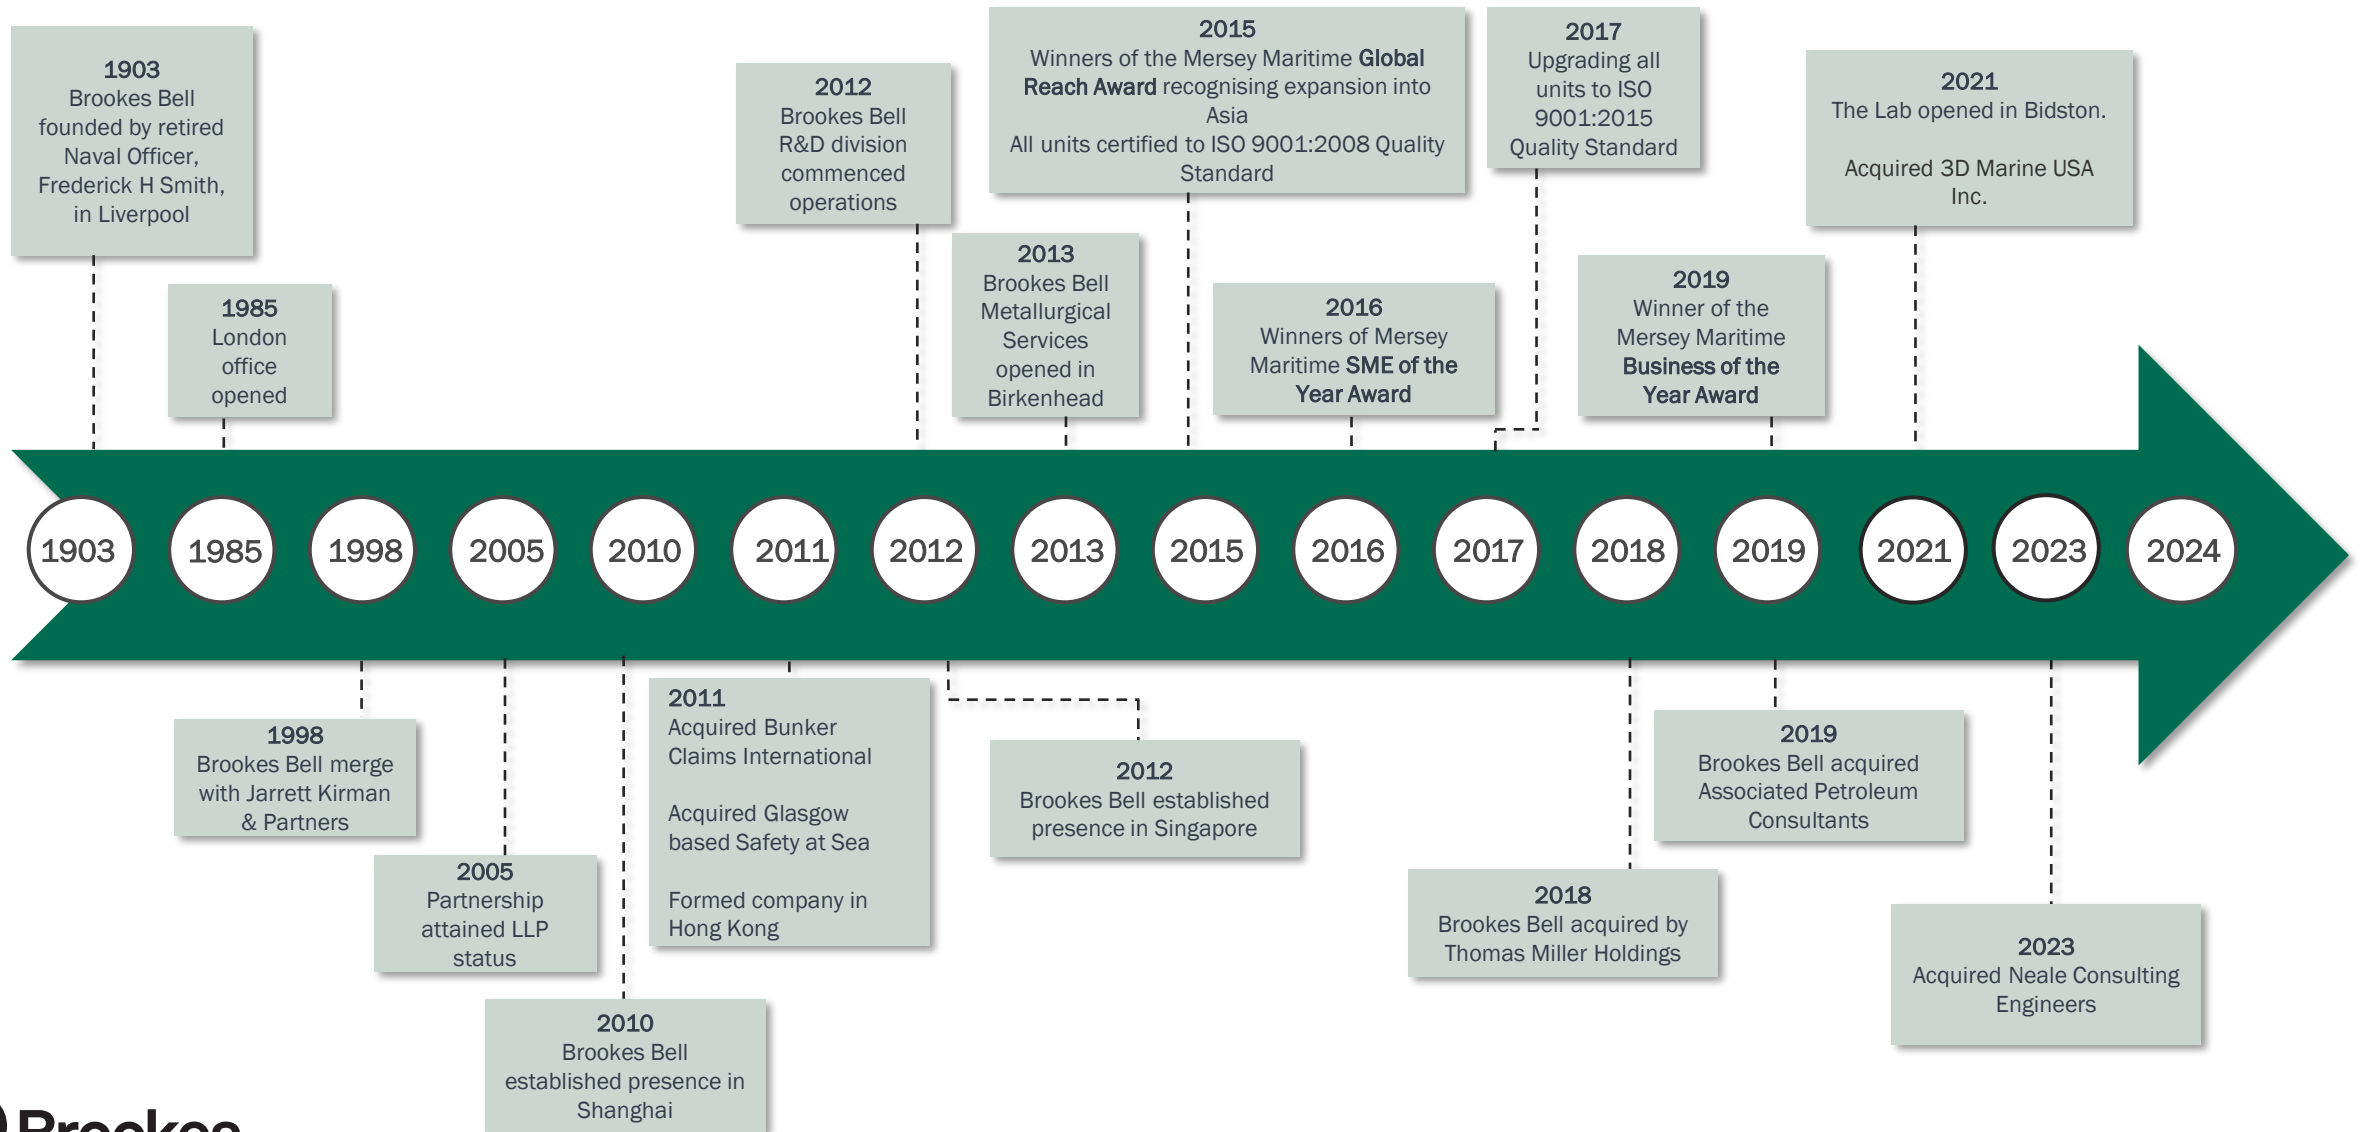 1903
Brookes Bell
founded by retired
Naval Officer,
Frederick H Smith,
in Liverpool
1985
London
office
opened
2012
Brookes Bell
R&D division
commenced
operations
2013
Brookes Bell
Metallurgical
Services
opened in
Birkenhead
2015
Winners of the Mersey Maritime Global
Reach Award recognising expansion into
Asia
All units certified to ISO 9001:2008 Quality
Standard
2016
Winners of Mersey
Maritime SME of the
Year Award
2017
Upgrading all
units to ISO
9001:2015
Quality Standard
2019
Winner of the
Mersey Maritime
Business of the
Year Award
2021
The Lab opened in Bidston.
Acquired 3D Marine USA
Inc.
1903 1985 1998 2005 2010 2011 2012 2013 2015 2016 2017 2018 2019 2021 2023 2024
1998
Brookes Bell merge
with Jarrett Kirman
& Partners
2005
Partnership
attained LLP
status
2010
Brookes Bell
established presence in
Shanghai
2011
Acquired Bunker
Claims International
Acquired Glasgow
based Safety at Sea
Formed company in
Hong Kong
2012
Brookes Bell established
presence in Singapore
2018
Brookes Bell acquired by
Thomas Miller Holdings
2019
Brookes Bell acquired
Associated Petroleum
Consultants
2023
Acquired Neale Consulting
Engineers
Brookes